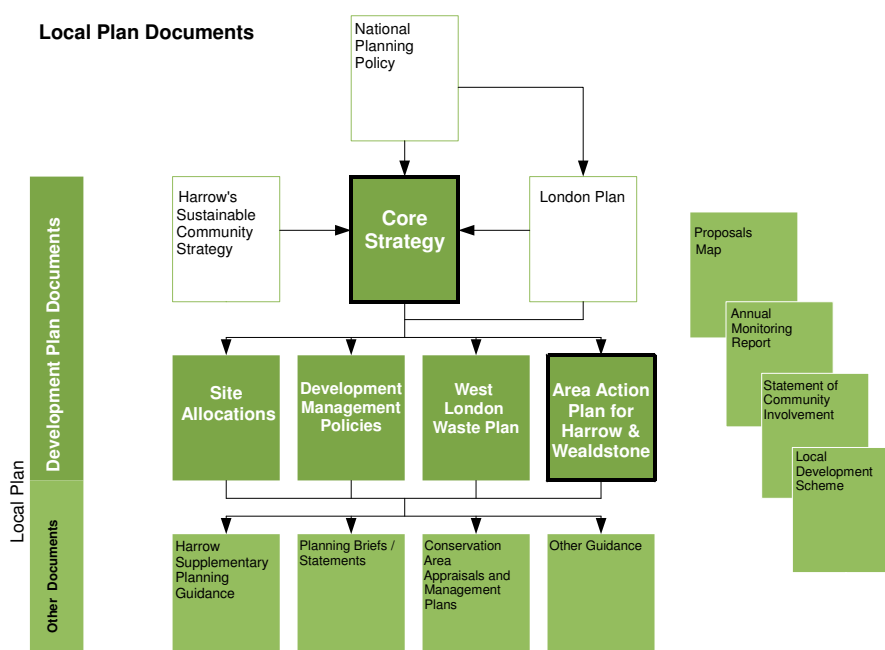 Local Plan Documents
National
Planning
Policy
Harrow's
Sustainable
Community
Strategy
Core
Strategy
London Plan
Proposals
Map
Annual
Monitoring
Report
Statement of
Community
Involvement
Local
Development
Scheme
Local Plan
Development Plan Documents
Other Documents
Site
Allocations
Development
Management
Policies
West
London
Waste Plan
Area Action
Plan for
Harrow &
Wealdstone
Harrow
Supplementary
Planning
Guidance
Planning Briefs /
Statements
Conservation
Area
Appraisals and
Management
Plans
Other Guidance